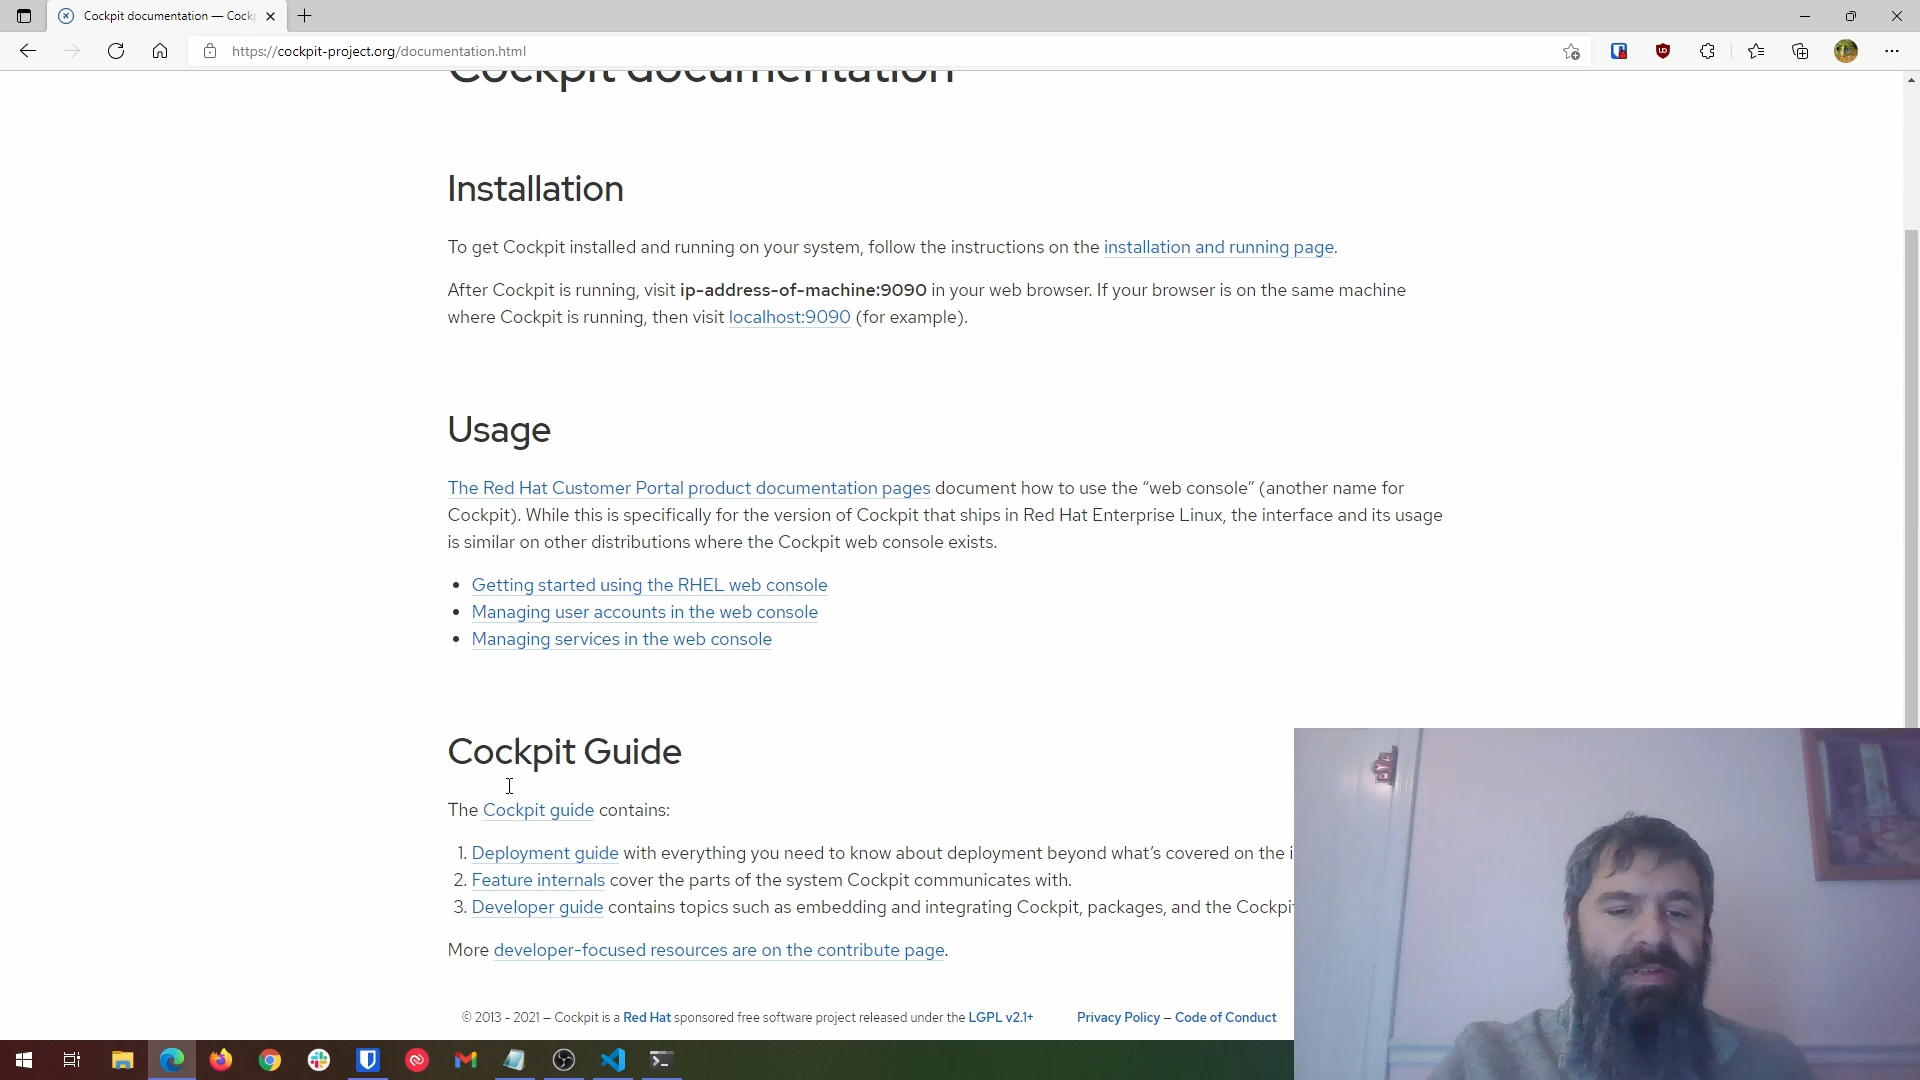 Cockpit documentation — Cock
https://cockpit-project.org/documentation.html
Cockpit documentation
Installation
To get Cockpit installed and running on your system, follow the instructions on the installation and running page.
After Cockpit is running, visit ip-address-of-machine:9090 in your web browser. If your browser is on the same machine
where Cockpit is running, then visit localhost:9090 (for example).
Usage
The Red Hat Customer Portal product documentation pages document how to use the “web console” (another name for
Cockpit). While this is specifically for the version of Cockpit that ships in Red Hat Enterprise Linux, the interface and its usage
is similar on other distributions where the Cockpit web console exists.
• Getting started using the RHEL web console
• Managing user accounts in the web console
• Managing services in the web console
Cockpit Guide
The Cockpit guide contains:
1. Deployment guide with everything you need to know about deployment beyond what’s covered on the i
2. Feature internals cover the parts of the system Cockpit communicates with.
3. Developer guide contains topics such as embedding and integrating Cockpit, packages, and the Cockpit
More developer-focused resources are on the contribute page.
© 2013 - 2021 — Cockpit is a Red Hat sponsored free software project released under the LGPL v2.1+ Privacy Policy — Code of Conduct